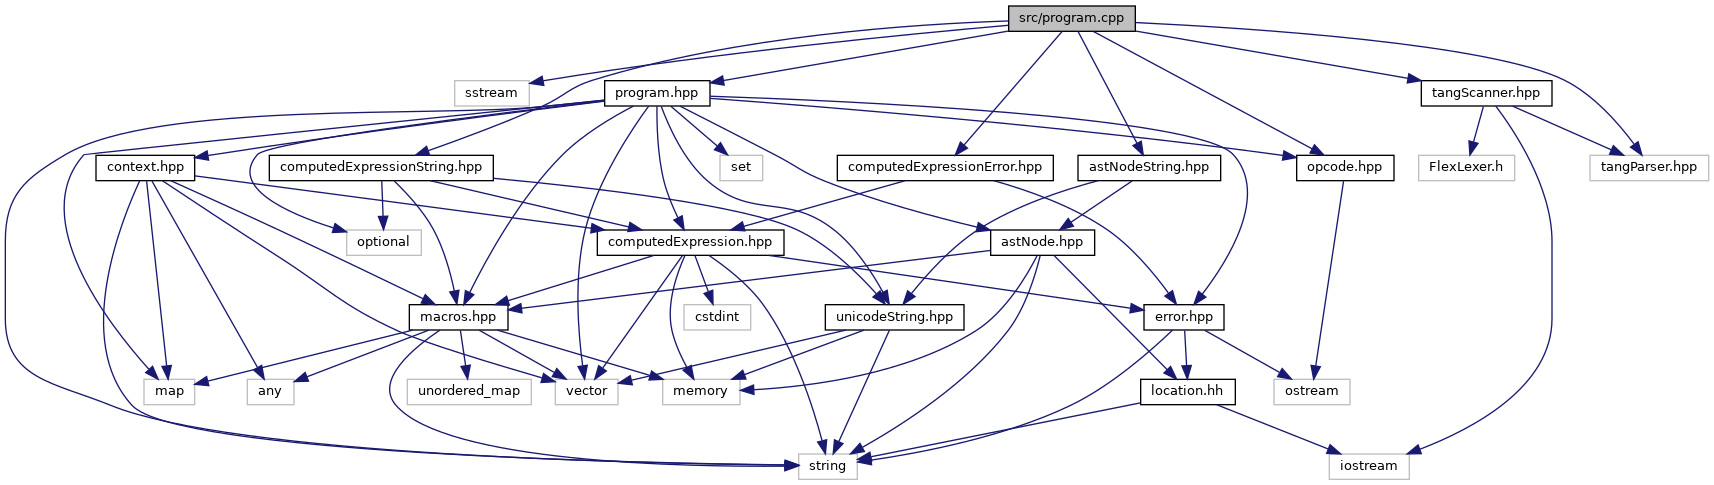 src/program.cpp
sstream
program.hpp
tangScanner.hpp
context.hpp
computedExpressionString.hpp
set
computedExpressionError.hpp
astNodeString.hpp
opcode.hpp
FlexLexer.h
tangParser.hpp
optional
computedExpression.hpp
astNode.hpp
macros.hpp
cstdint
unicodeString.hpp
error.hpp
map
any
unordered_map
vector
memory
location.hh
ostream
string
iostream